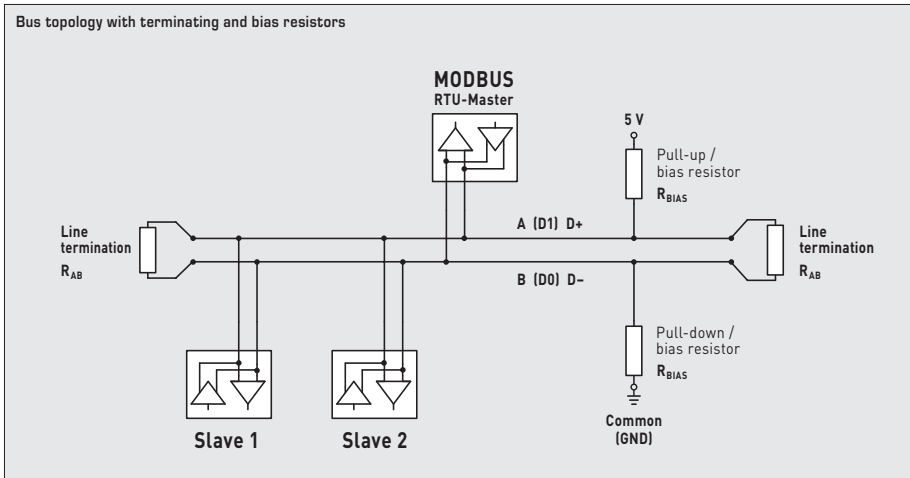 Bus topology with terminating and bias resistors
MODBUS
RTU-Master
5 V
Pull-up /
bias resistor
RBIAS
Line
termination
RAB
A (D1) D+
B (D0) D–
Line
termination
RAB
Pull-down /
bias resistor
RBIAS
Common
(GND)
Slave 1
Slave 2